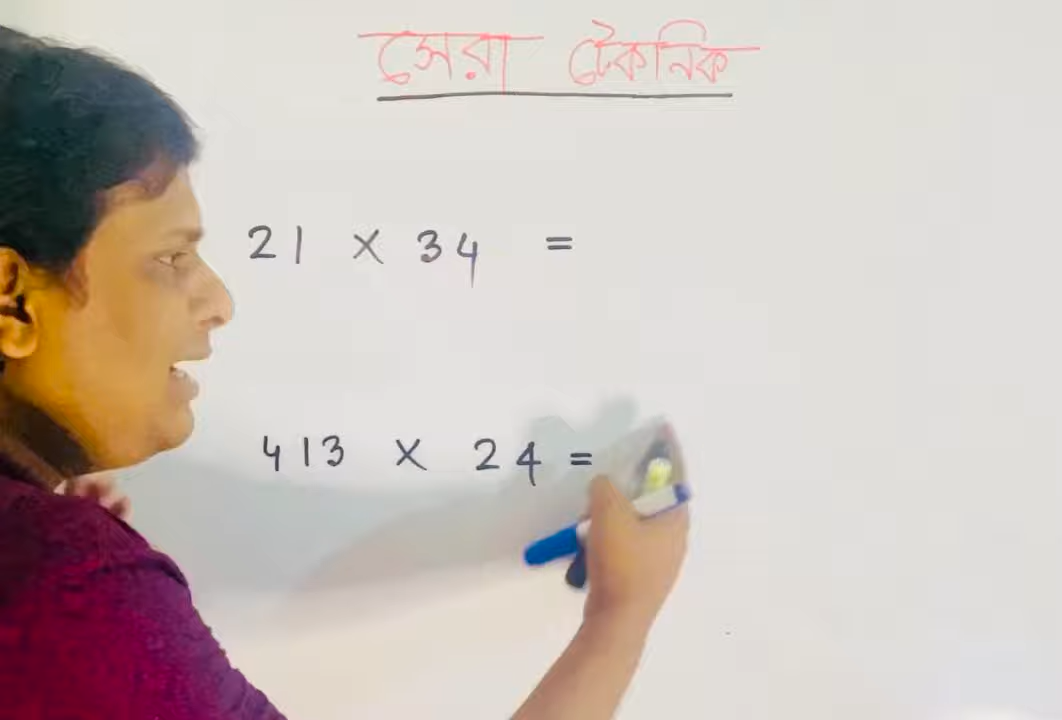 সেরা টেকনিক
21 × 34 =
413 × 24 =